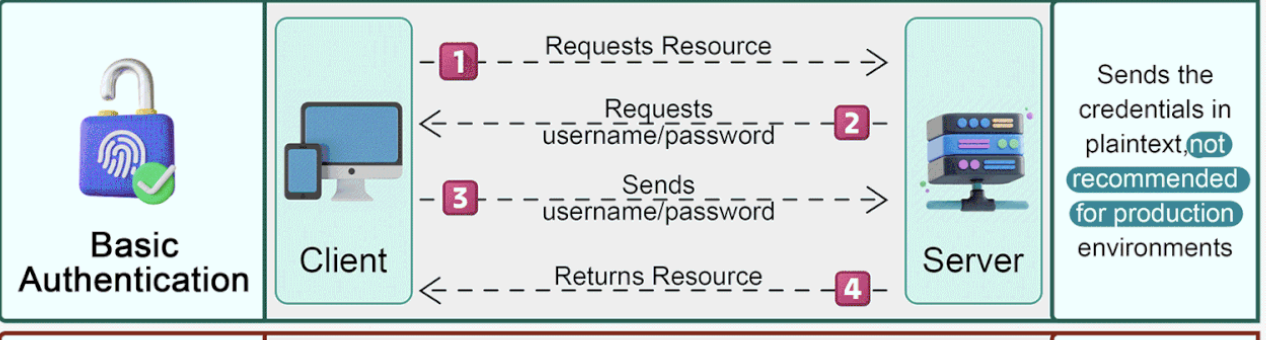 Basic
Authentication
Client
1
Requests Resource
Requests
username/password
2
3
Sends
username/password
Returns Resource
4
Server
Sends the
credentials in
plaintext,not
recommended
for production
environments